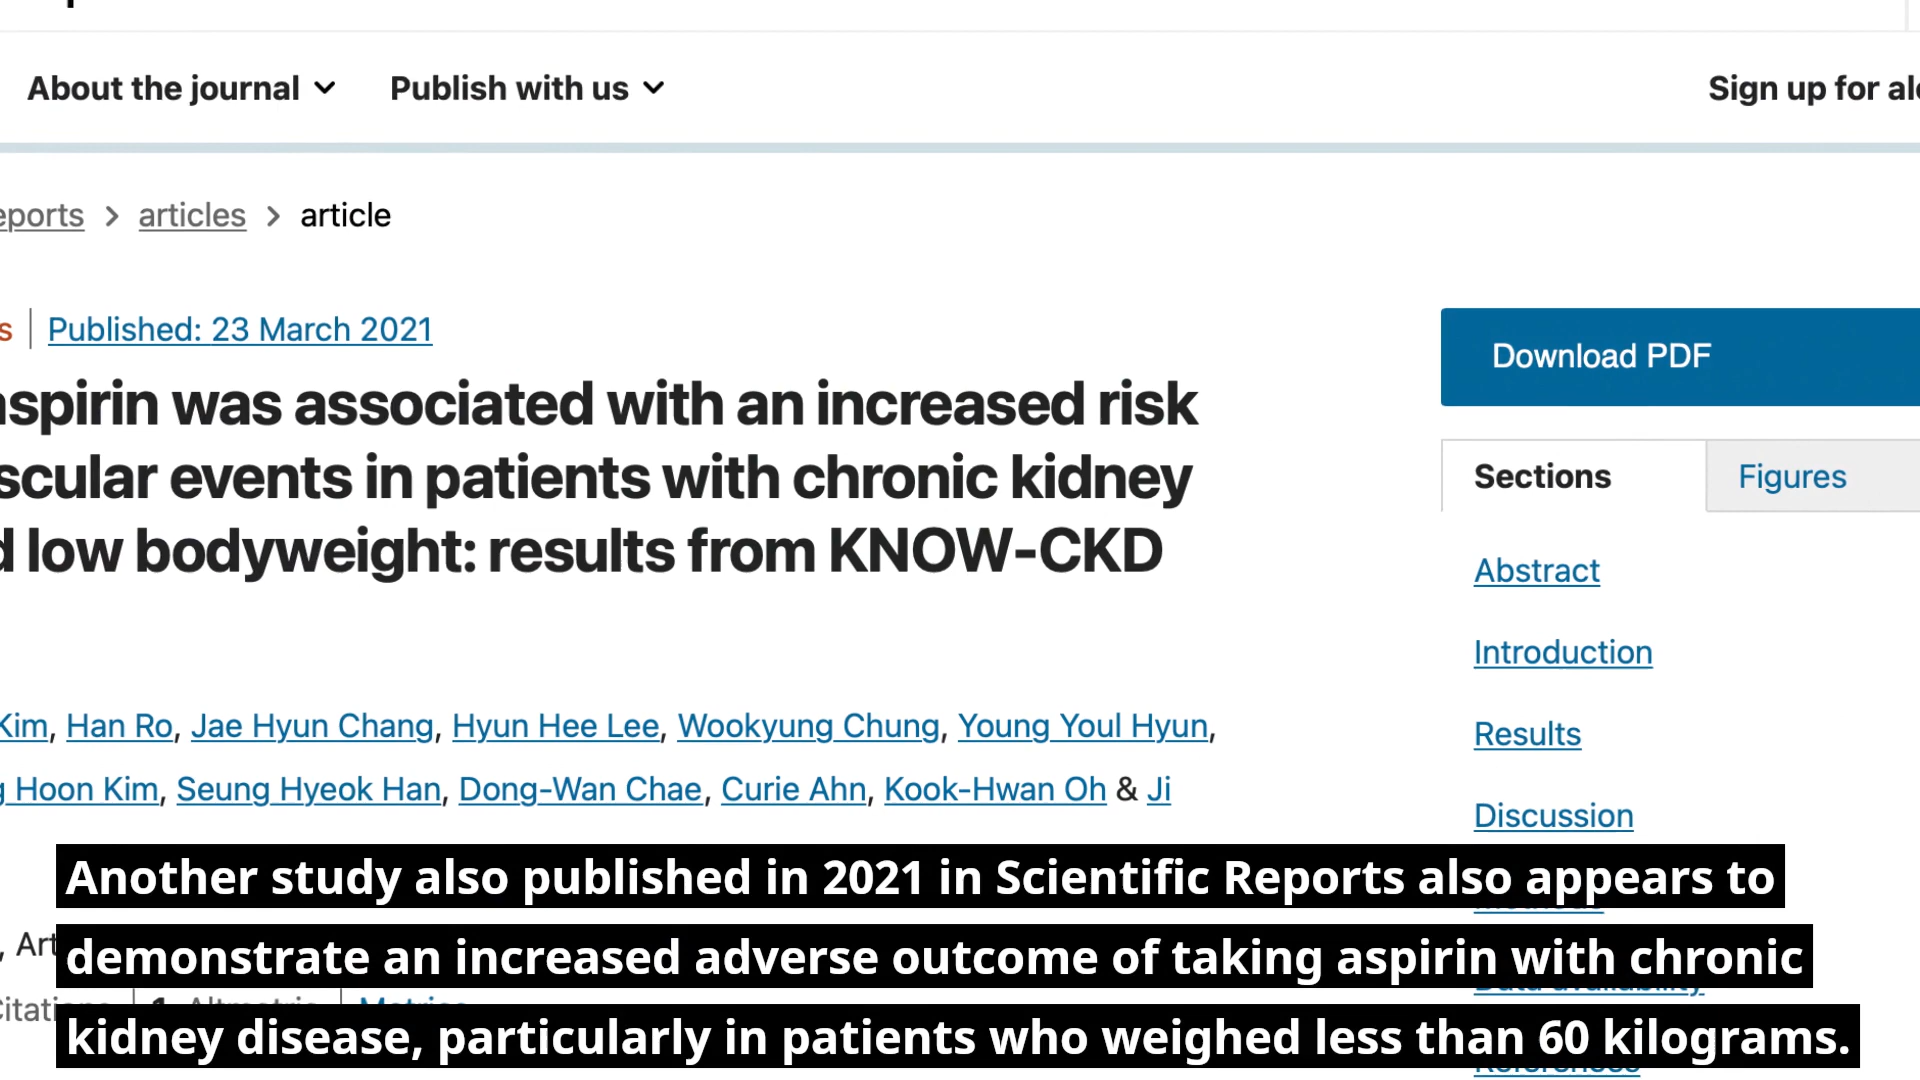 About the journal Publish with us Sign up for
articles > article
Published: 23 March 2021
Download PDF
aspirin was associated with an increased risk
events in patients with chronic kidney
low bodyweight: results from KNOW-CKD
Sections Figures
Abstract
Introduction
Results
Discussion
Kim, Han Ro, Jae Hyun Chang, Hyun Hee Lee, Wookyung Chung, Young Youl Hyun,
Hoon Kim, Seung Hyeok Han, Dong-Wan Chae, Curie Ahn, Kook-Hwan Oh & Ji
Another study also published in 2021 in Scientific Reports also appears to
demonstrate an increased adverse outcome of taking aspirin with chronic
kidney disease, particularly in patients who weighed less than 60 kilograms.